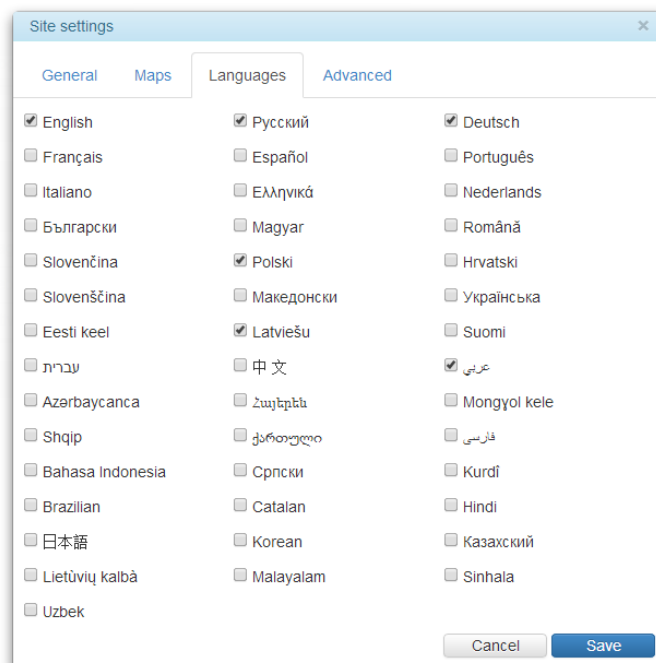 Site settings ×
General Maps Languages Advanced
English Русский Deutsch
Français Español Português
Italiano Ελληνικά Nederlands
Български Magyar Română
Slovenčina Polski Hrvatski
Slovenščina Македонски Українська
Eesti keel Latviešu Suomi
עברית 中 文 عربي
Azərbaycanca Հայերեն Mongγol kele
Shqip ქართული فارسی
Bahasa Indonesia Српски Kurdî
Brazilian Catalan Hindi
日本語 Korean Казахский
Lietùvių kalbà Malayalam Sinhala
Uzbek
Cancel Save